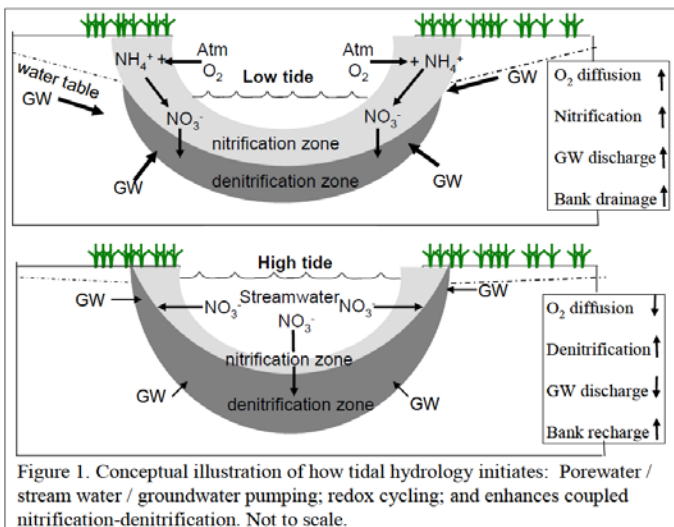 Atm
O₂
NH₄⁺ +
Low tide
Atm
O₂
+ NH₄⁺
water table
GW
GW
NO₃⁻
NO₃⁻
nitrification zone
denitrification zone
GW
GW
O₂ diffusion ↑
Nitrification ↑
GW discharge ↑
Bank drainage ↑
High tide
GW
GW
NO₃⁻
Streamwater
NO₃⁻
NO₃⁻
nitrification zone
denitrification zone
GW
GW
O₂ diffusion ↓
Denitrification ↑
GW discharge ↓
Bank recharge ↑
Figure 1. Conceptual illustration of how tidal hydrology initiates: Porewater /
stream water / groundwater pumping; redox cycling; and enhances coupled
nitrification-denitrification. Not to scale.